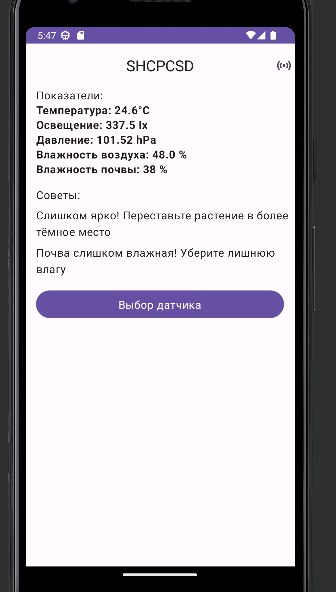 5:47
SHCPCSD
Показатели:
Температура: 24.6°C
Освещение: 337.5 lx
Давление: 101.52 hPa
Влажность воздуха: 48.0 %
Влажность почвы: 38 %
Советы:
Слишком ярко! Переставьте растение в более
тёмное место
Почва слишком влажная! Уберите лишнюю
влагу
Выбор датчика